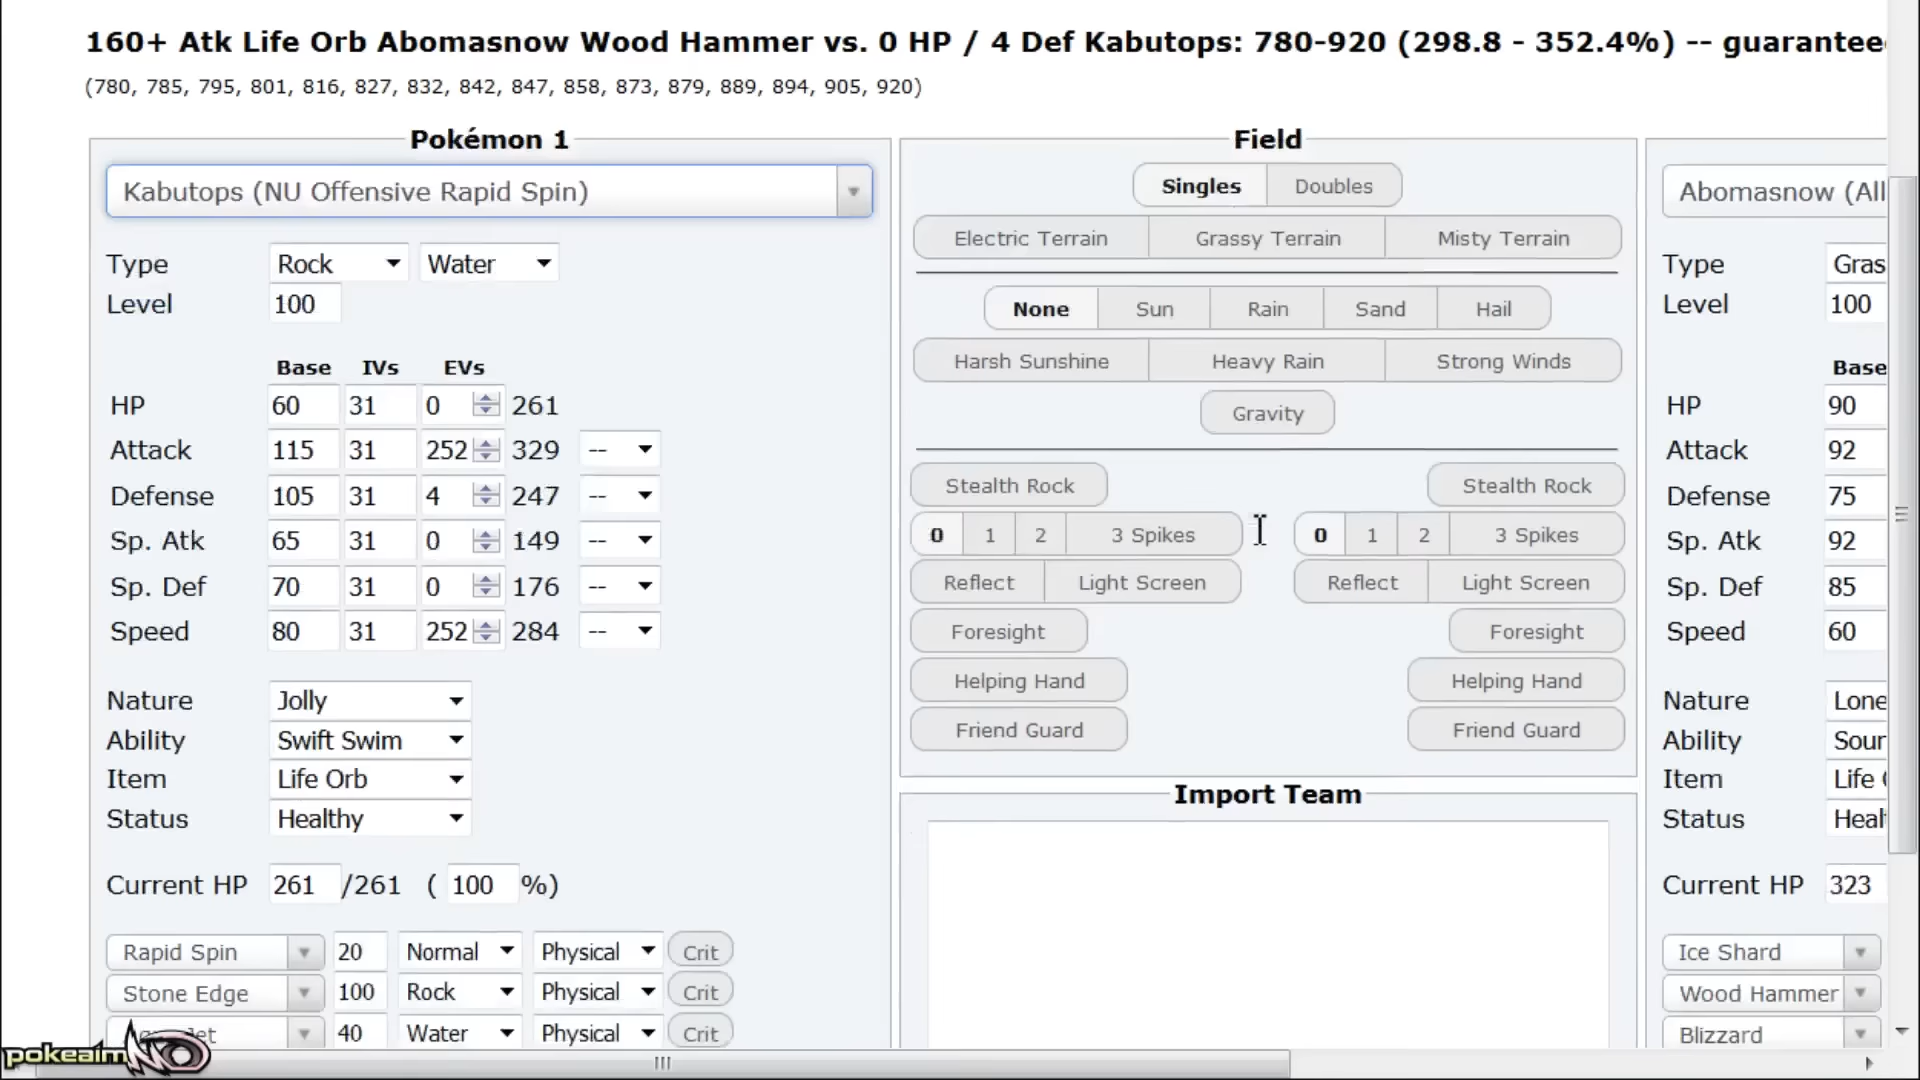 160+ Atk Life Orb Abomasnow Wood Hammer vs. 0 HP / 4 Def Kabutops: 780-920 (298.8 - 352.4%) -- guarantee
(780, 785, 795, 801, 816, 827, 832, 842, 847, 858, 873, 879, 889, 894, 905, 920)
Pokémon 1
Kabutops (NU Offensive Rapid Spin)
Type Rock Water
Level 100
Base IVs EVs
HP 60 31 0 261
Attack 115 31 252 329 --
Defense 105 31 4 247 --
Sp. Atk 65 31 0 149 --
Sp. Def 70 31 0 176 --
Speed 80 31 252 284 --
Nature Jolly
Ability Swift Swim
Item Life Orb
Status Healthy
Current HP 261 /261 ( 100 %)
Rapid Spin 20 Normal Physical Crit
Stone Edge 100 Rock Physical Crit
Jet 40 Water Physical Crit
Field
Singles Doubles
Electric Terrain Grassy Terrain Misty Terrain
None Sun Rain Sand Hail
Harsh Sunshine Heavy Rain Strong Winds
Gravity
Stealth Rock Stealth Rock
0 1 2 3 Spikes 0 1 2 3 Spikes
Reflect Light Screen Reflect Light Screen
Foresight Foresight
Helping Hand Helping Hand
Friend Guard Friend Guard
Import Team
Abomasnow (All
Type Gras
Level 100
Base
HP 90
Attack 92
Defense 75
Sp. Atk 92
Sp. Def 85
Speed 60
Nature Lone
Ability Soun
Item Life
Status Heal
Current HP 323
Ice Shard
Wood Hammer
Blizzard
pokeaim